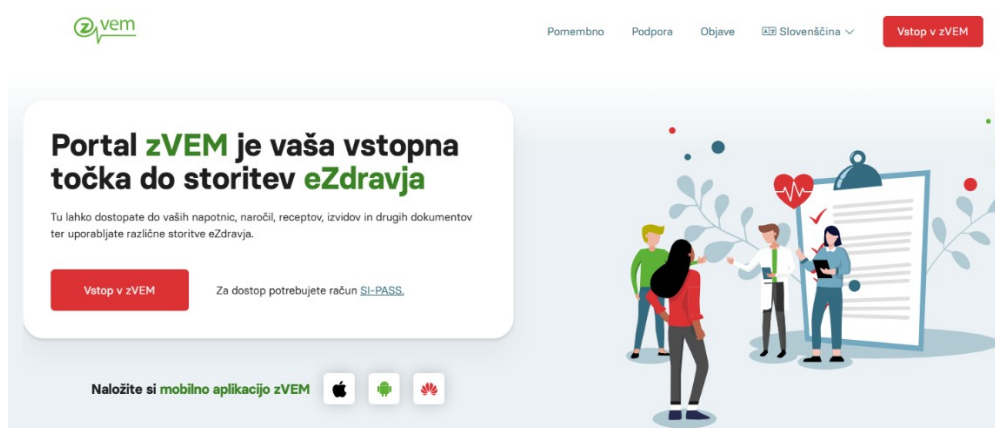 zvem
Pomembno Podpora Objave Slovenščina Vstop v zVEM
Portal zVEM je vaša vstopna
točka do storitev eZdravja
Tu lahko dostopate do vaših napotnic, naročil, receptov, izvidov in drugih dokumentov
ter uporabljate različne storitve eZdravja.
Vstop v zVEM Za dostop potrebujete račun SI-PASS.
Naložite si mobilno aplikacijo zVEM